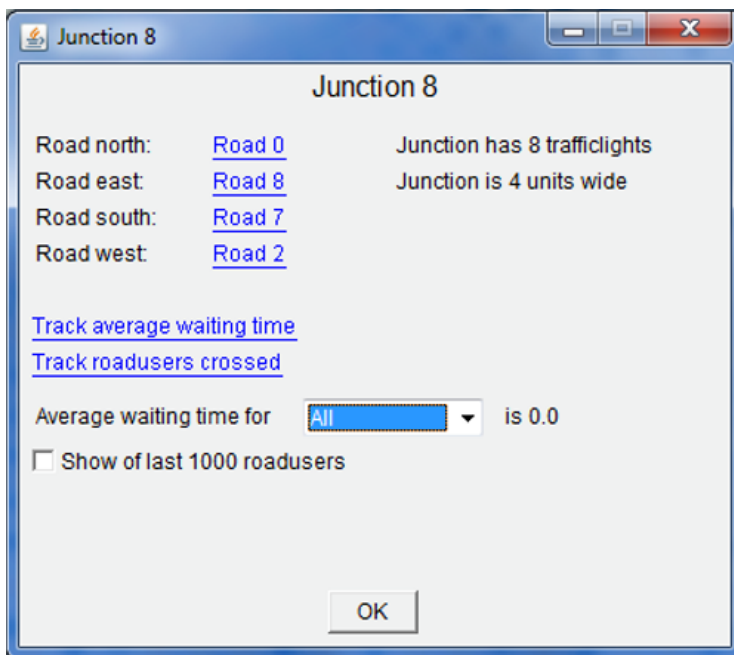 Junction 8
Junction 8
Road north: Road 0 Junction has 8 trafficlights
Road east: Road 8 Junction is 4 units wide
Road south: Road 7
Road west: Road 2
Track average waiting time
Track roadusers crossed
Average waiting time for All is 0.0
Show of last 1000 roadusers
OK